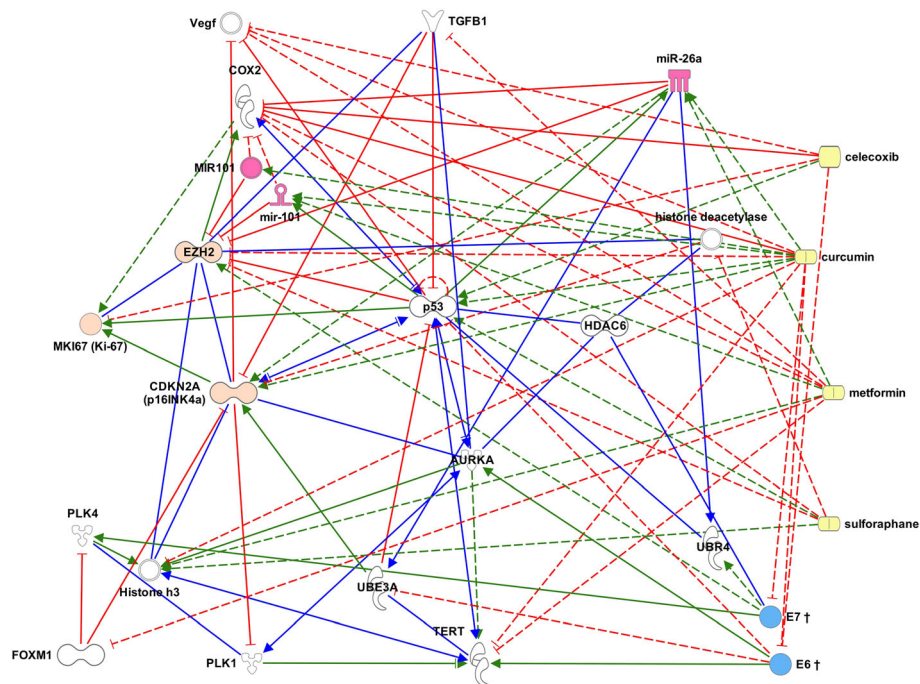 Vegf
TGFB1
COX2
miR-26a
celecoxib
MIR101
mir-101
histone deacetylase
EZH2
curcumin
p53
HDAC6
MKI67 (Ki-67)
CDKN2A
(p16INK4a)
metformin
AURKA
PLK4
sulforaphane
UBR4
Histone h3
UBE3A
E7 †
TERT
FOXM1
PLK1
E6 †